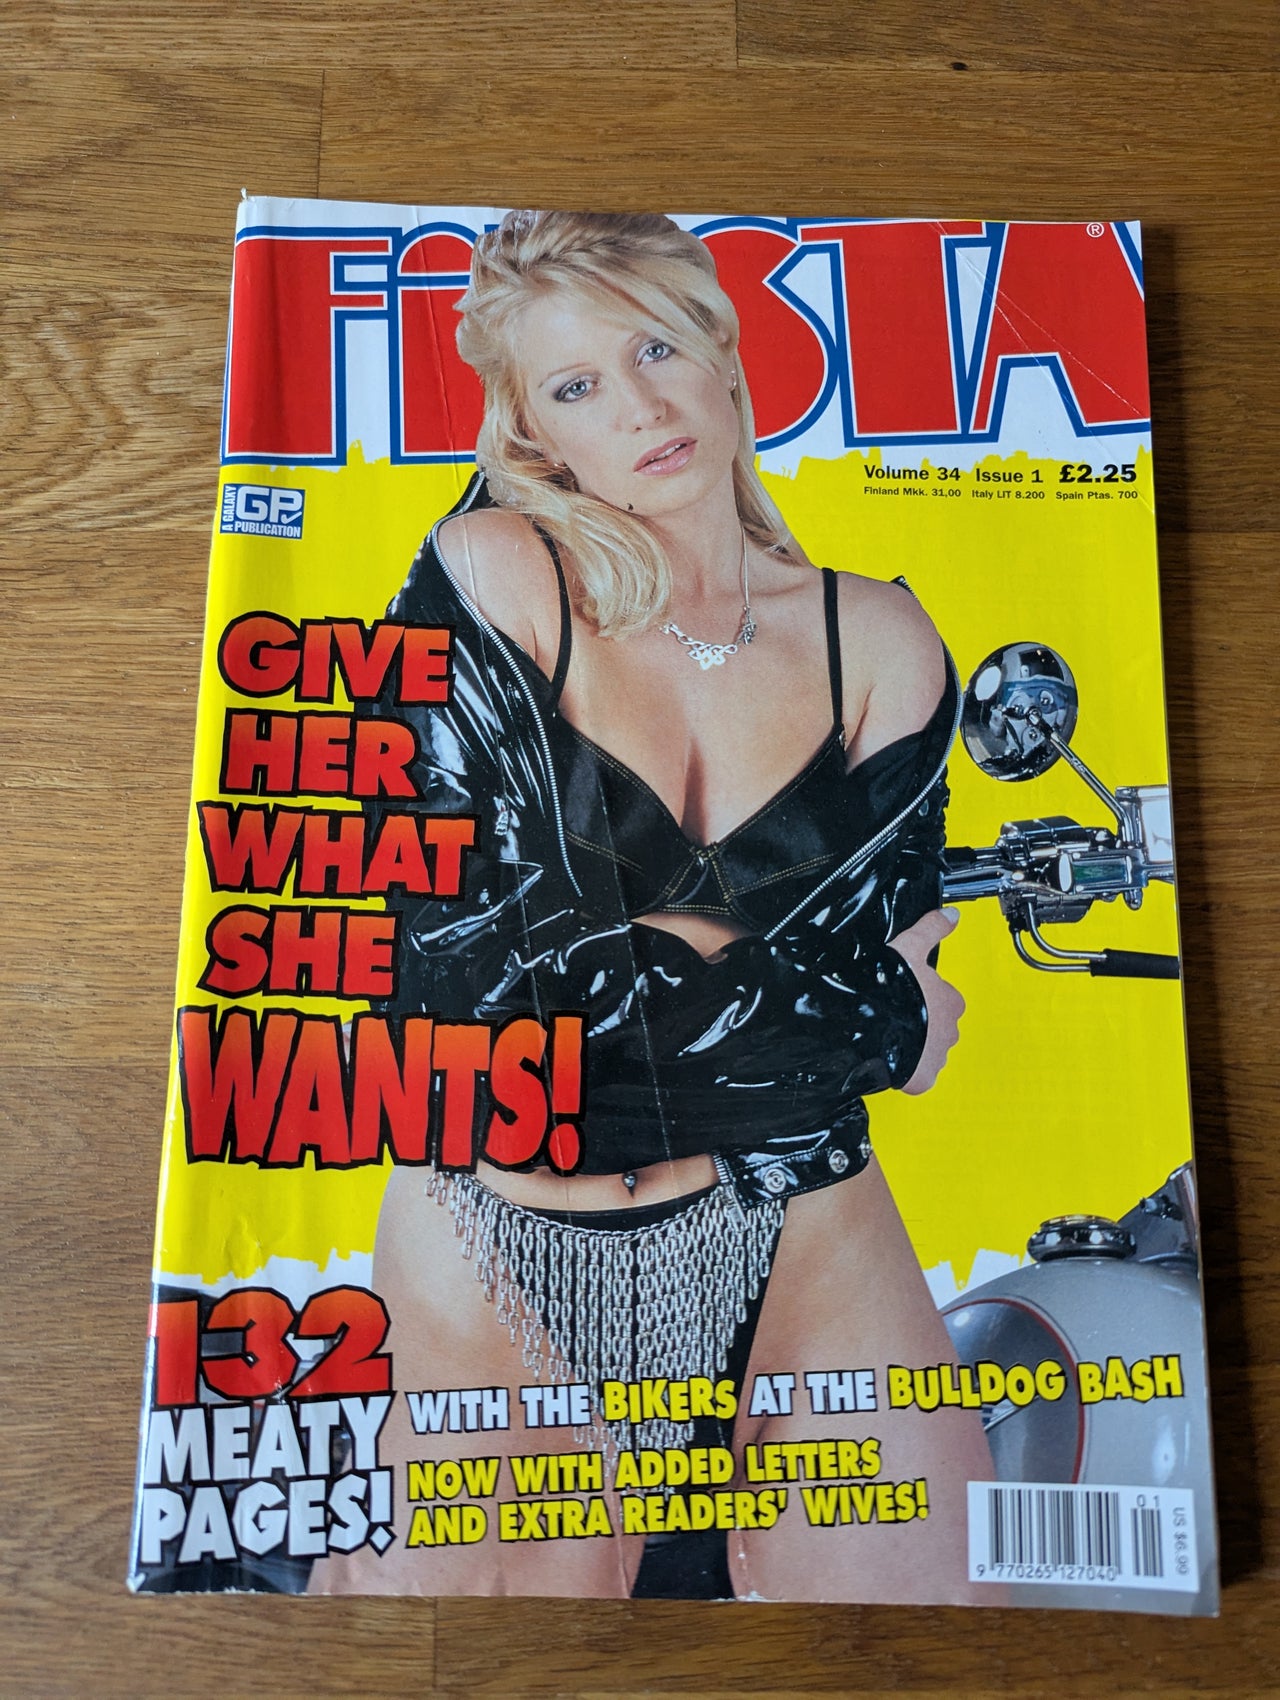 FiESTA®
Volume 34 Issue 1 £2.25
Finland Mkk. 31,00 Italy LIT 8.200 Spain Ptas. 700
A GALAXY
GP
PUBLICATION
GIVE
HER
WHAT
SHE
WANTS!
132
MEATY
PAGES!
WITH THE BIKERS AT THE BULLDOG BASH
NOW WITH ADDED LETTERS
AND EXTRA READERS' WIVES!
01
US $6.99
9 770265 127040